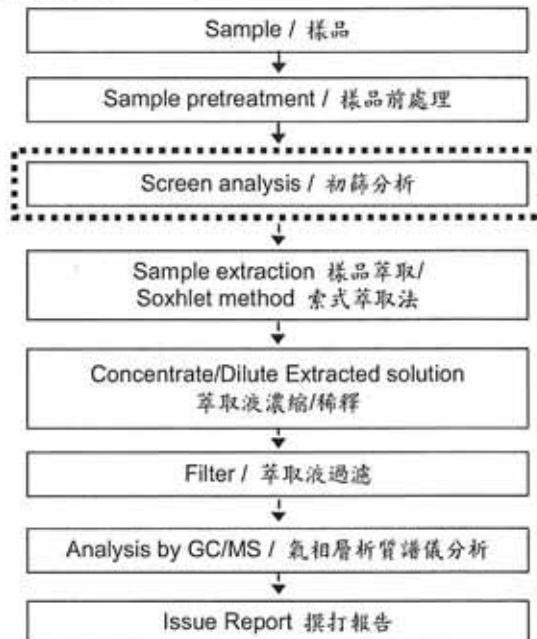 Sample / 樣品
Sample pretreatment / 樣品前處理
Screen analysis / 初篩分析
Sample extraction 樣品萃取/
Soxhlet method 索式萃取法
Concentrate/Dilute Extracted solution
萃取液濃縮/稀釋
Filter / 萃取液過濾
Analysis by GC/MS / 氣相層析質譜儀分析
Issue Report 撰打報告